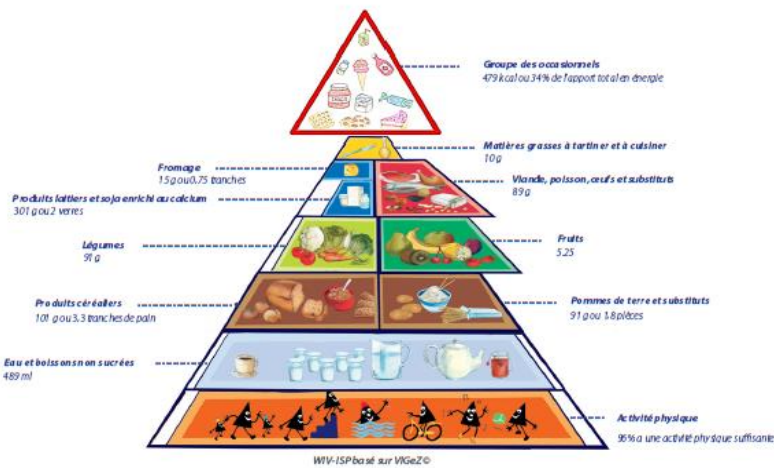 Groupe des occasionnels
479 kcal ou 34% de l'apport total en énergie
Matières grasses à tartiner et à cuisiner
10 g
Fromage
15 g ou 0,75 tranches
Viande, poisson, œufs et substituts
89 g
Produits laitiers et soja enrichi au calcium
301 g ou 2 verres
Légumes
91 g
Fruits
5.25
Produits céréaliers
101 g ou 3.3 tranches de pain
Pommes de terre et substituts
91 g ou 1.8 pièces
Eau et boissons non sucrées
489 ml
Activité physique
96% a une activité physique suffisante
WIV-ISP basé sur VIGeZ©